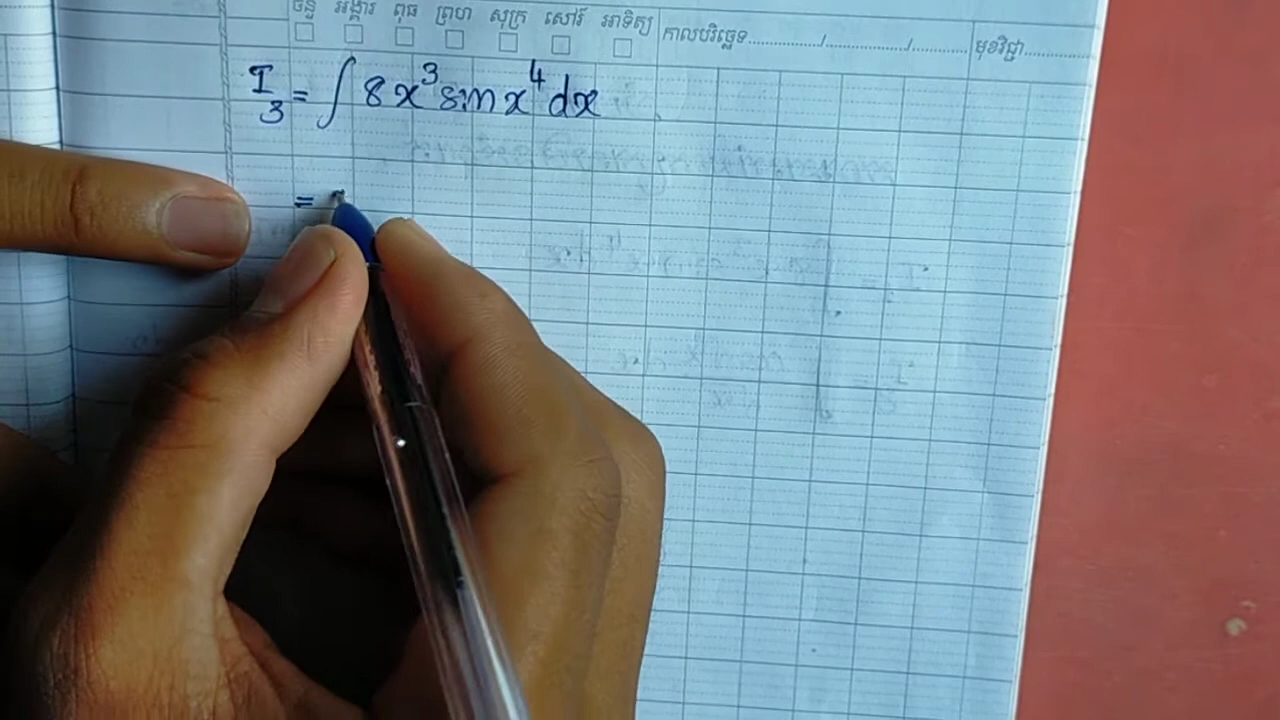 ចន្ទ អង្គារ ពុធ ព្រហ សុក្រ សៅរ៍ អាទិត្យ កាលបរិច្ឆេទ............../................../............ មុខវិជ្ជា..............
I₃ = ∫ 8x³ sin x⁴ dx
=